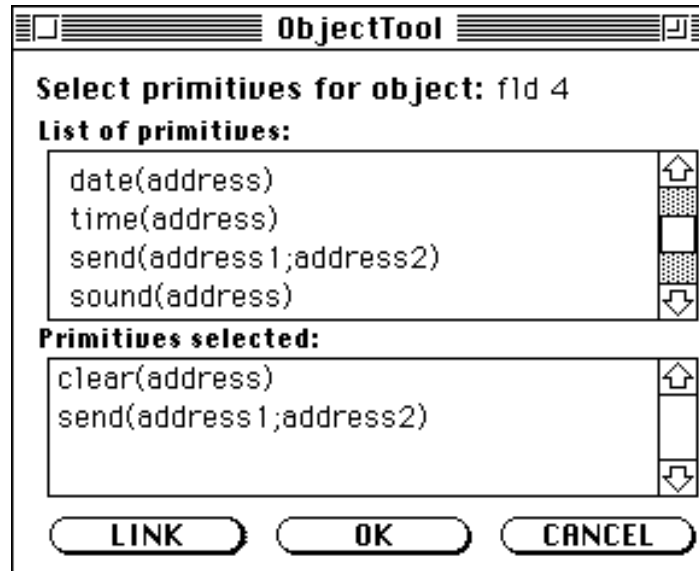 ObjectTool
Select primitives for object: fld 4
List of primitives:
date(address)
time(address)
send(address1;address2)
sound(address)
Primitives selected:
clear(address)
send(address1;address2)
LINK OK CANCEL